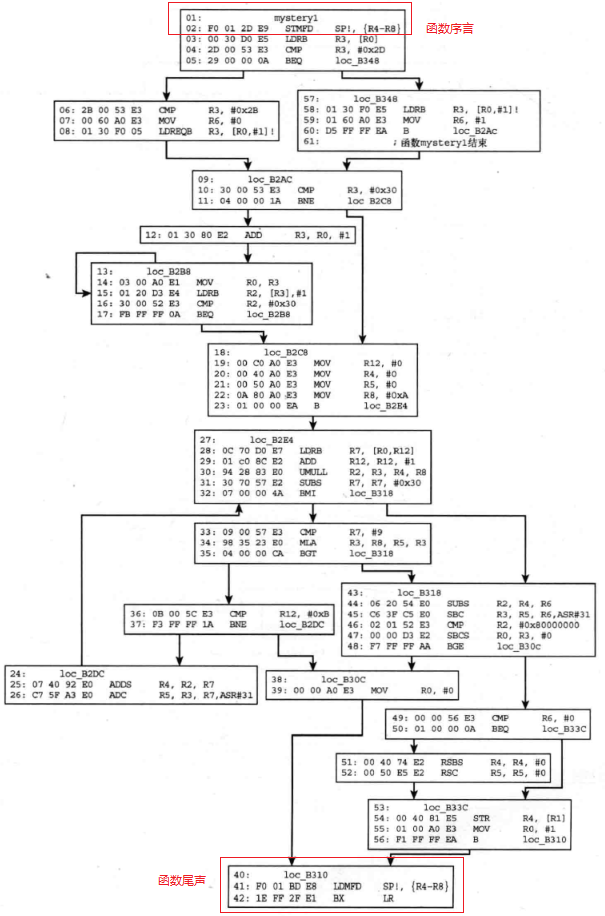 01: mystery1
02: F0 01 2D E9 STMFD SP!, {R4-R8}
函数序言
03: 00 30 D0 E5 LDRB R3, [R0]
04: 2D 00 53 E3 CMP R3, #0x2D
05: 29 00 00 0A BEQ loc_B348
06: 2B 00 53 E3 CMP R3, #0x2B
07: 00 60 A0 E3 MOV R6, #0
08: 01 30 F0 05 LDREQB R3, [R0,#1]!
57: loc_B348
58: 01 30 F0 E5 LDRB R3, [R0,#1]!
59: 01 60 A0 E3 MOV R6, #1
60: D5 FF FF EA B loc_B2Ac
61: ;函数mystery1结束
09: loc_B2AC
10: 30 00 53 E3 CMP R3, #0x30
11: 04 00 00 1A BNE loc B2C8
12: 01 30 80 E2 ADD R3, R0, #1
13: loc_B2B8
14: 03 00 A0 E1 MOV R0, R3
15: 01 20 D3 E4 LDRB R2, [R3],#1
16: 30 00 52 E3 CMP R2, #0x30
17: FB FF FF 0A BEQ loc_B2B8
18: loc_B2C8
19: 00 C0 A0 E3 MOV R12, #0
20: 00 40 A0 E3 MOV R4, #0
21: 00 50 A0 E3 MOV R5, #0
22: 0A 80 A0 E3 MOV R8, #0xA
23: 01 00 00 EA B loc_B2E4
27: loc_B2E4
28: 0C 70 D0 E7 LDRB R7, [R0,R12]
29: 01 c0 8C E2 ADD R12, R12, #1
30: 94 28 83 E0 UMULL R2, R3, R4, R8
31: 30 70 57 E2 SUBS R7, R7, #0x30
32: 07 00 00 4A BMI loc_B318
33: 09 00 57 E3 CMP R7, #9
34: 98 35 23 E0 MLA R3, R8, R5, R3
35: 04 00 00 CA BGT loc_B318
36: 0B 00 5C E3 CMP R12, #0xB
37: F3 FF FF 1A BNE loc_B2DC
43: loc_B318
44: 06 20 54 E0 SUBS R2, R4, R6
45: C6 3F C5 E0 SBC R3, R5, R6,ASR#31
46: 02 01 52 E3 CMP R2, #0x80000000
47: 00 00 D3 E2 SBCS R0, R3, #0
48: F7 FF FF AA BGE loc_B30c
24: loc_B2DC
25: 07 40 92 E0 ADDS R4, R2, R7
26: C7 5F A3 E0 ADC R5, R3, R7,ASR#31
38: loc_B30C
39: 00 00 A0 E3 MOV R0, #0
49: 00 00 56 E3 CMP R6, #0
50: 01 00 00 0A BEQ loc_B33C
51: 00 40 74 E2 RSBS R4, R4, #0
52: 00 50 E5 E2 RSC R5, R5, #0
53: loc_B33C
54: 00 40 81 E5 STR R4, [R1]
55: 01 00 A0 E3 MOV R0, #1
56: F1 FF FF EA B loc_B310
函数尾声
40: loc_B310
41: F0 01 BD E8 LDMFD SP!, {R4-R8}
42: 1E FF 2F E1 BX LR